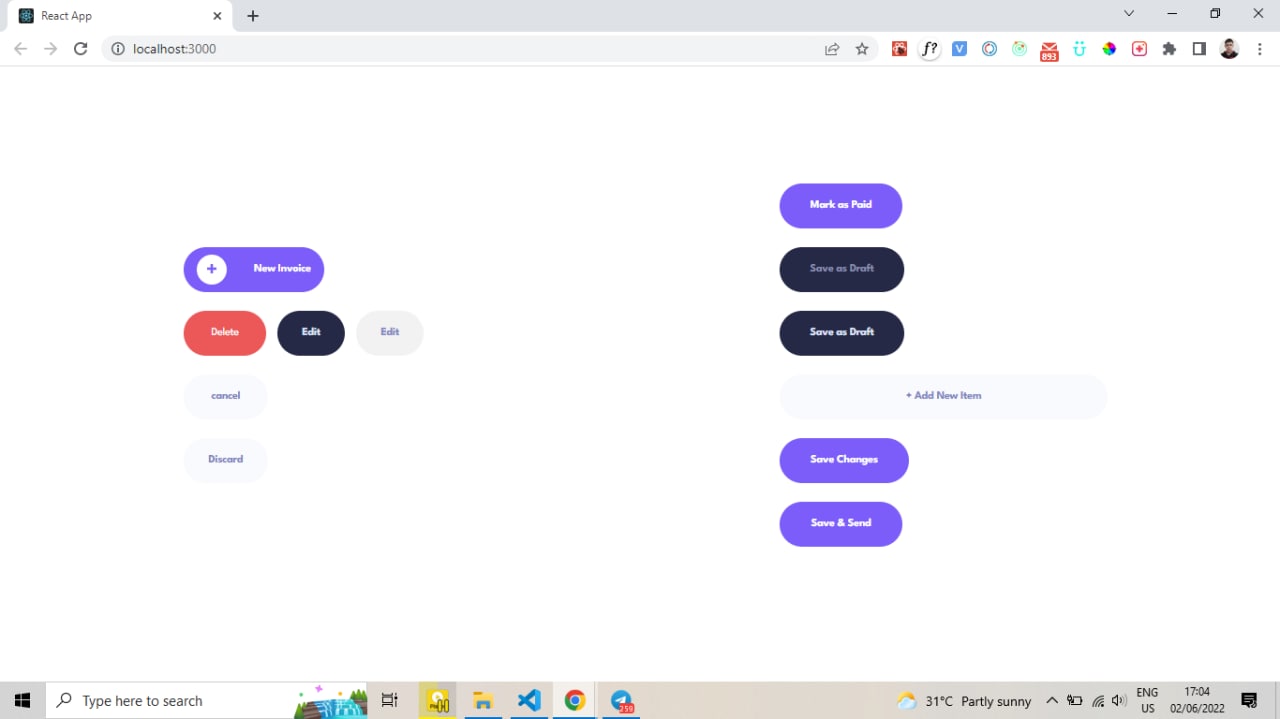 React App
localhost:3000
f?
V
893
Mark as Paid
+ New Invoice
Save as Draft
Delete
Edit
Edit
Save as Draft
cancel
+ Add New Item
Discard
Save Changes
Save & Send
Type here to search
259
31°C Partly sunny
ENG
US
17:04
02/06/2022